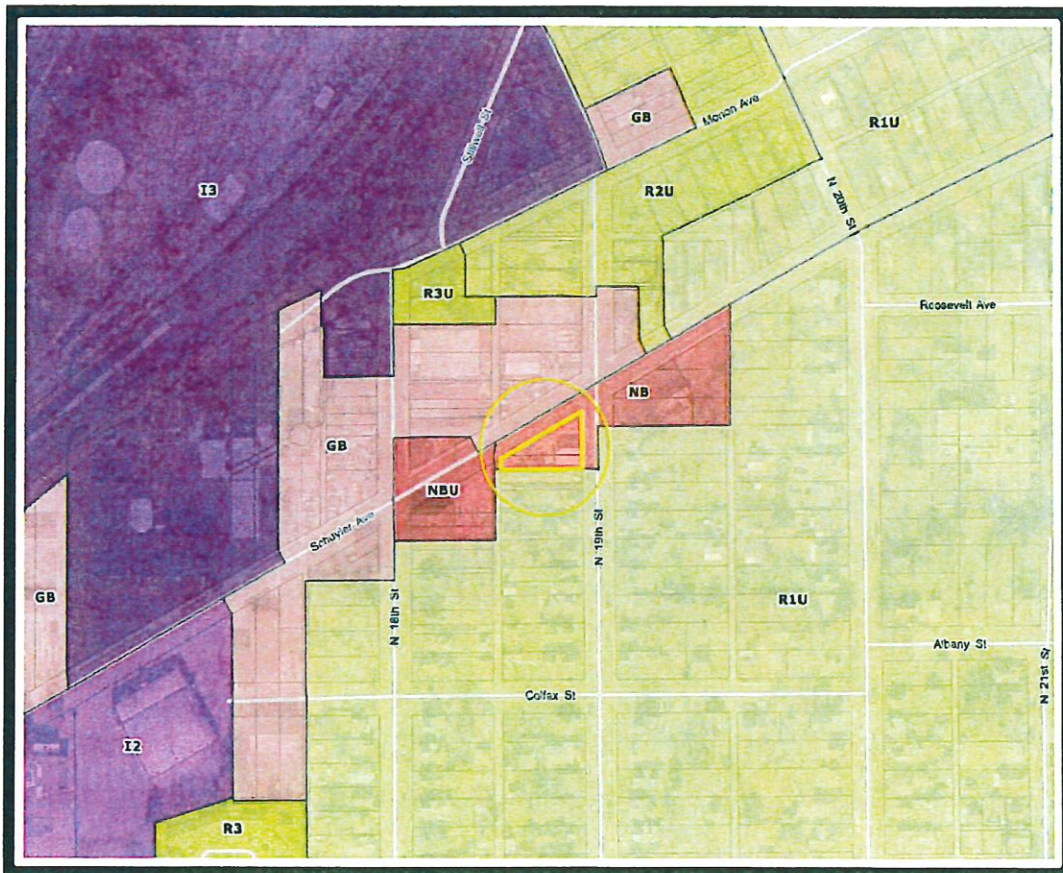 GB
Monon Ave
R1U
Stillwell St
I3
R2U
N 20th St
R3U
Roosevelt Ave
NB
GB
NBU
Schuyler Ave
N 19th St
GB
N 18th St
R1U
Albany St
N 21st St
Colfax St
I2
R3